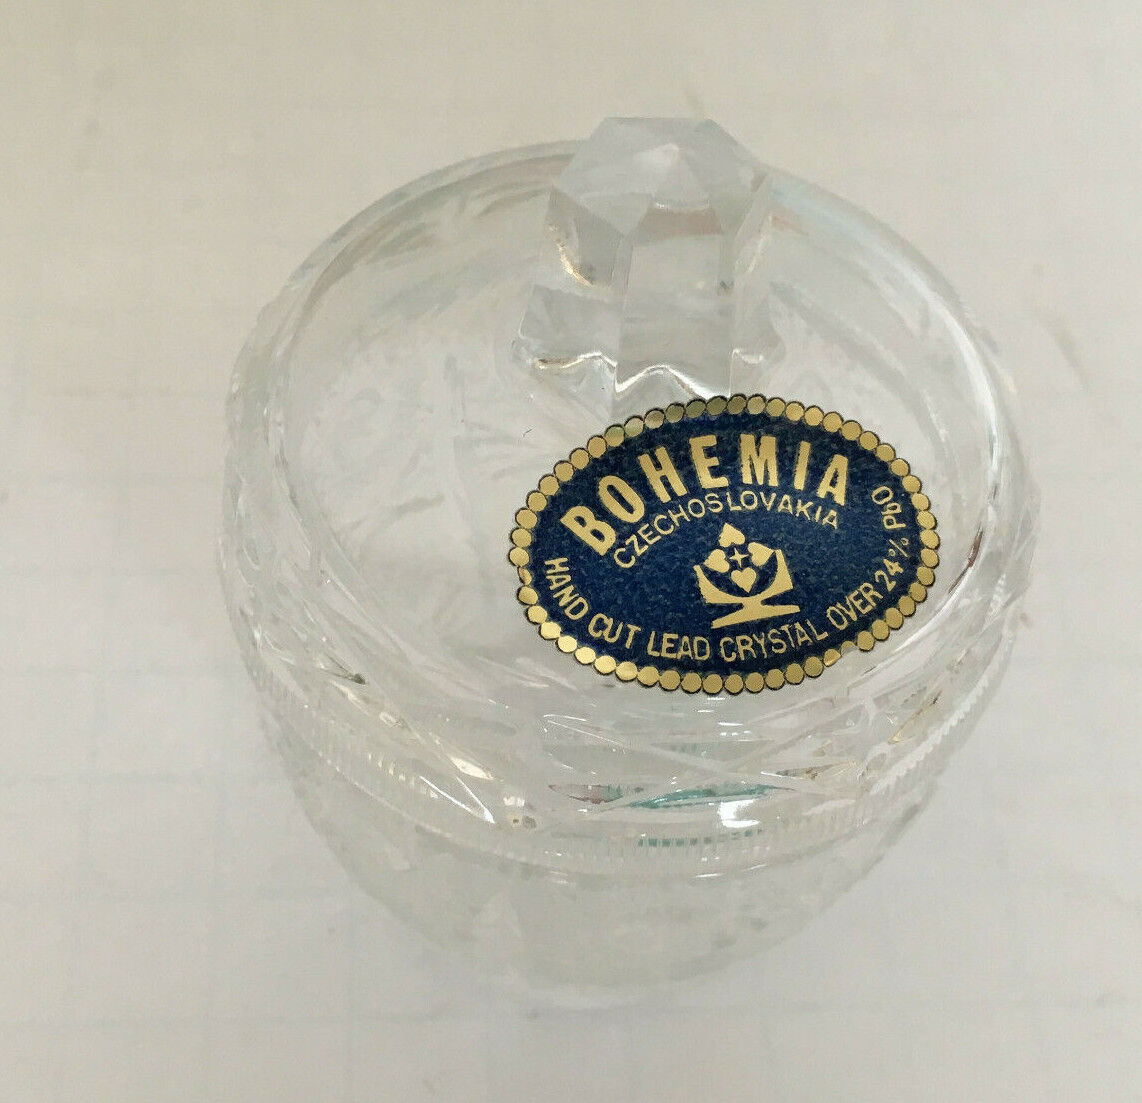 BOHEMIA
CZECHOSLOVAKIA
HAND CUT LEAD CRYSTAL OVER 24% PbO